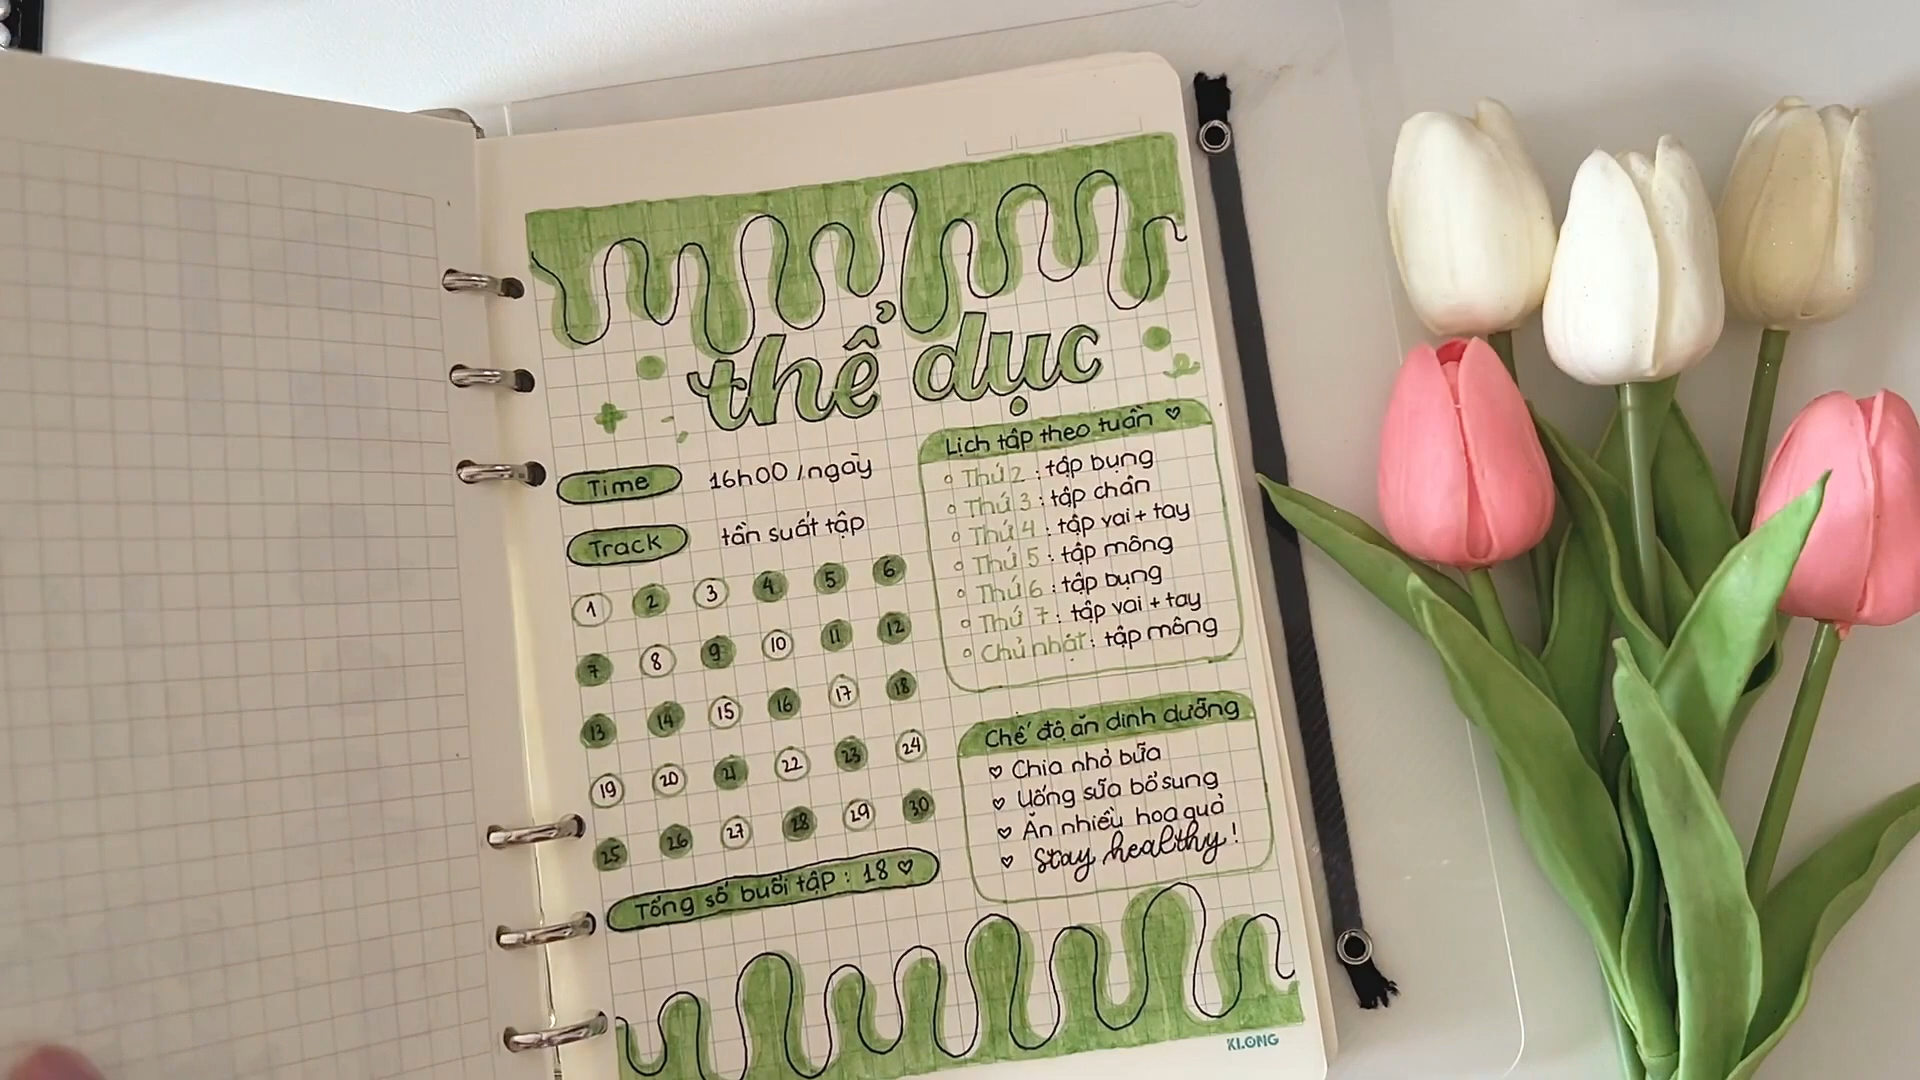 thể dục
Time 16h00/ngày
Track tần suất tập
1 2 3 4 5 6
7 8 9 10 11 12
13 14 15 16 17 18
19 20 21 22 23 24
25 26 27 28 29 30
Tổng số buổi tập : 18 ♡
Lịch tập theo tuần ♡
Thứ 2 : tập bụng
Thứ 3 : tập chân
Thứ 4 : tập vai + tay
Thứ 5 : tập mông
Thứ 6 : tập bụng
Thứ 7 : tập vai + tay
Chủ nhật : tập mông
Chế độ ăn dinh dưỡng
♡ Chia nhỏ bữa
♡ Uống sữa bổ sung
♡ Ăn nhiều hoa quả
♡ Stay healthy !
KLONG